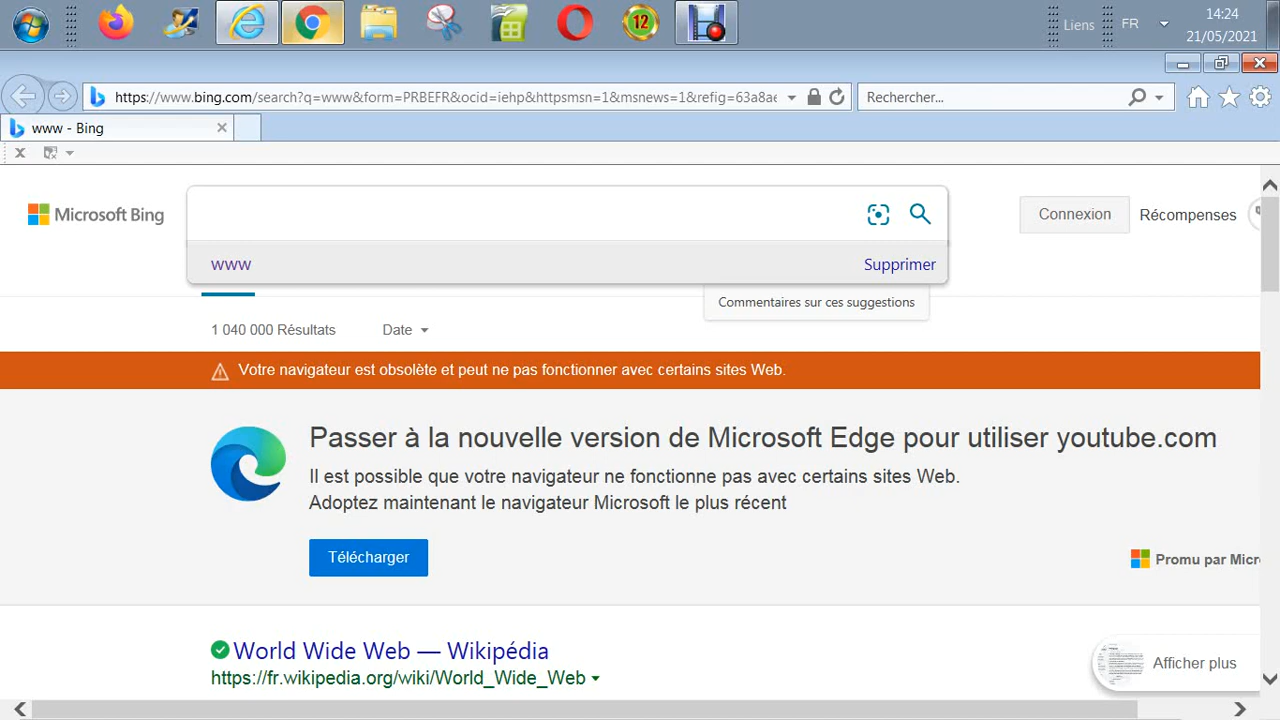 12
Liens
FR
14:24
21/05/2021
https://www.bing.com/search?q=www&form=PRBEFR&ocid=iehp&httpsmsn=1&msnews=1&refig=63a8ae
Rechercher...
www - Bing
Microsoft Bing
Connexion
Récompenses
www
Supprimer
Commentaires sur ces suggestions
1 040 000 Résultats
Date
Votre navigateur est obsolète et peut ne pas fonctionner avec certains sites Web.
Passer à la nouvelle version de Microsoft Edge pour utiliser youtube.com
Il est possible que votre navigateur ne fonctionne pas avec certains sites Web.
Adoptez maintenant le navigateur Microsoft le plus récent
Télécharger
Promu par Micr
World Wide Web — Wikipédia
https://fr.wikipedia.org/wiki/World_Wide_Web
Afficher plus